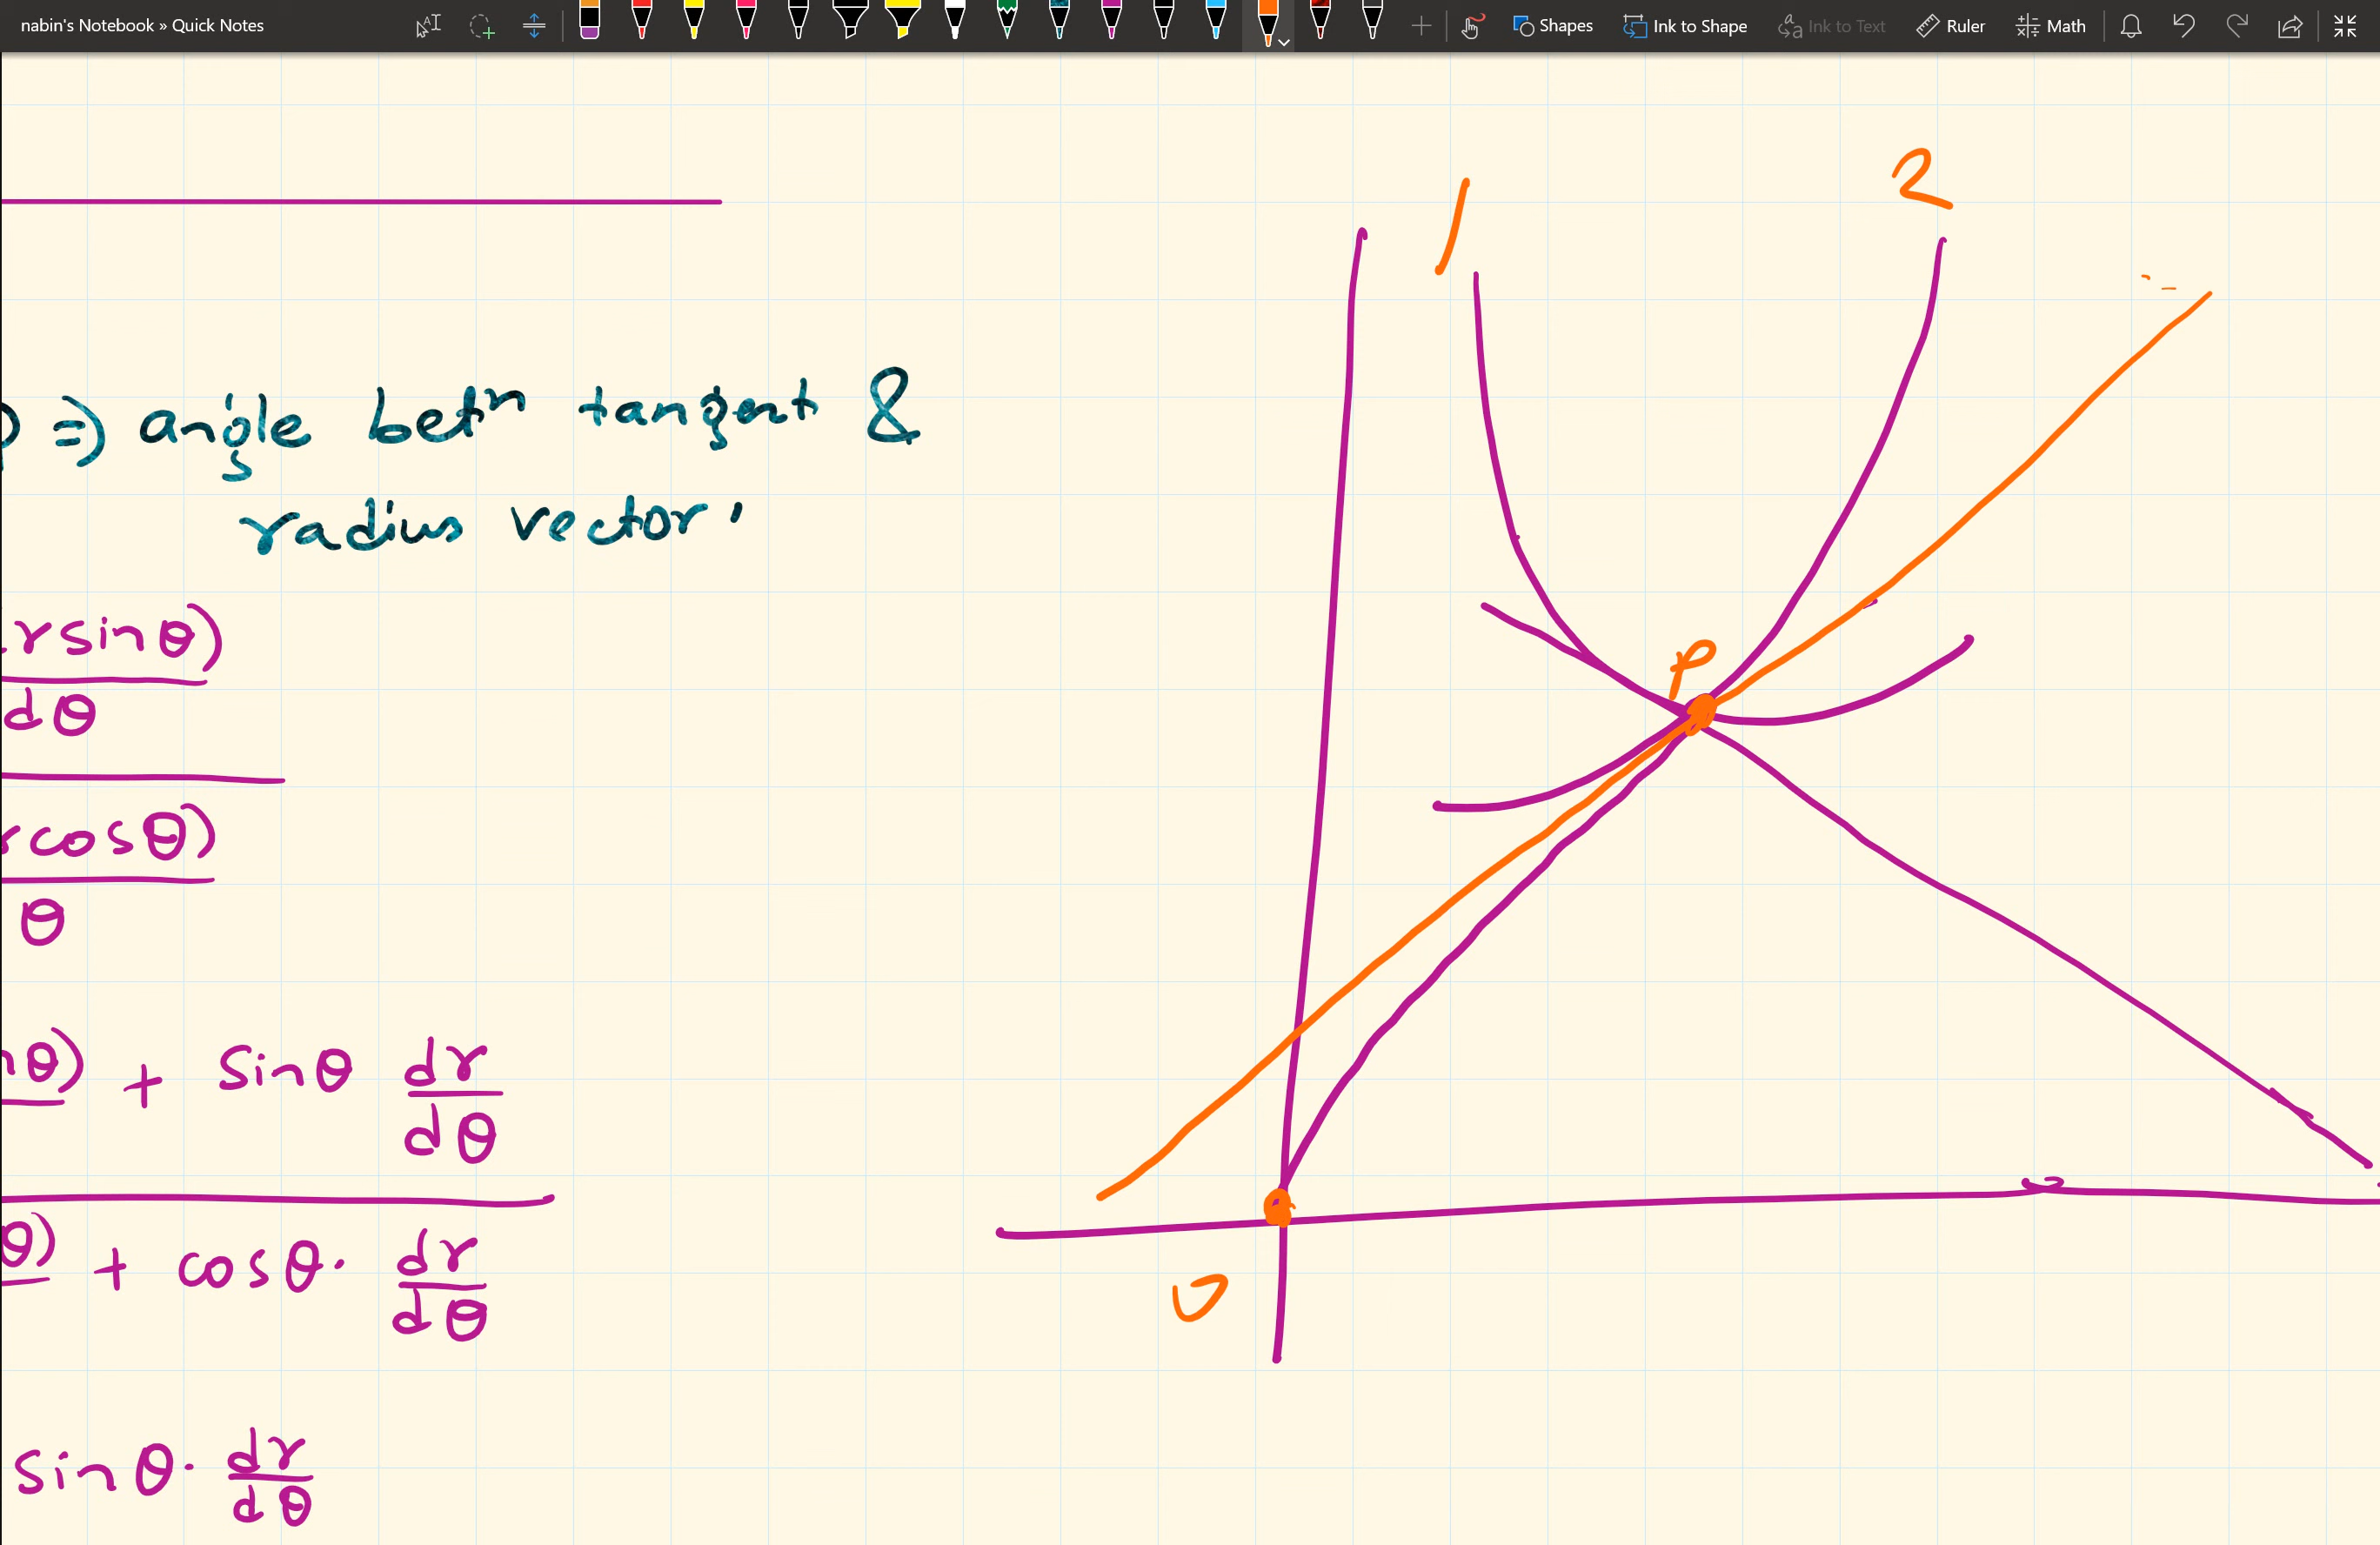 nabin's Notebook » Quick Notes
Shapes Ink to Shape Ink to Text Ruler Math
1 2
) => angle betⁿ tangent &
radius vector.
P
rsinθ)
dθ
rcosθ)
θ
θ) + sinθ dr
dθ
θ) + cosθ. dr
dθ
sinθ. dr
dθ